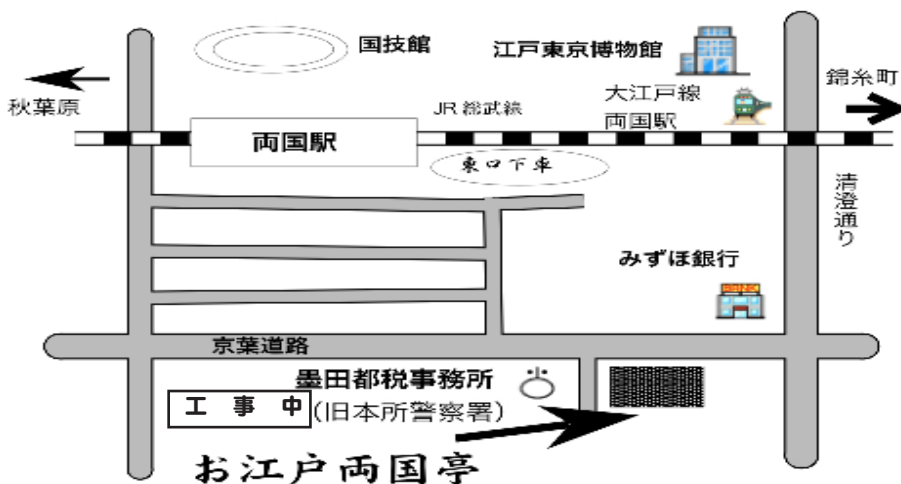 国技館
江戸東京博物館
秋葉原
錦糸町
JR 総武線
大江戸線
両国駅
両国駅
東口下車
清澄通り
みずほ銀行
BANK
京葉道路
墨田都税事務所
工事中
(旧本所警察署)
お江戸両国亭